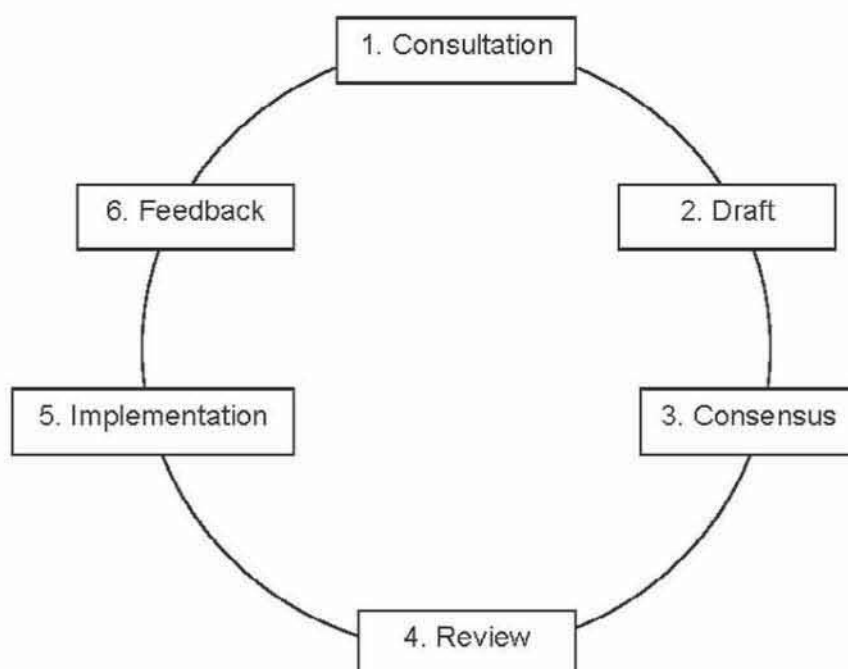 1. Consultation
2. Draft
3. Consensus
4. Review
5. Implementation
6. Feedback